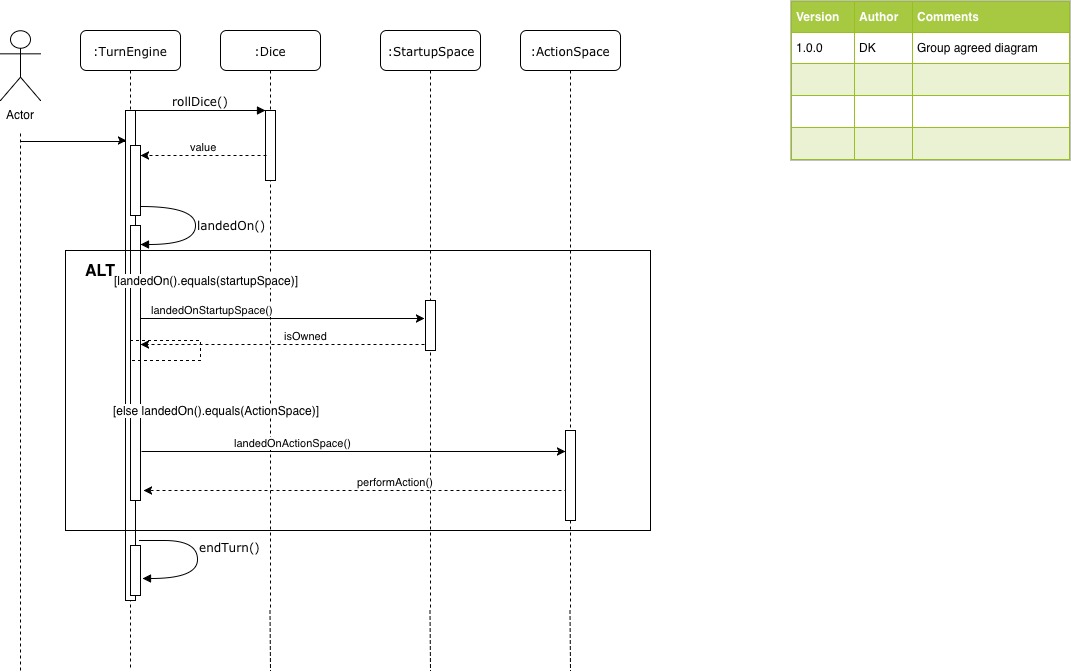 Version Author Comments
1.0.0 DK Group agreed diagram
:TurnEngine :Dice :StartupSpace :ActionSpace
Actor
rollDice()
value
landedOn()
ALT
[landedOn().equals(startupSpace)]
landedOnStartupSpace()
isOwned
[else landedOn().equals(ActionSpace)]
landedOnActionSpace()
performAction()
endTurn()